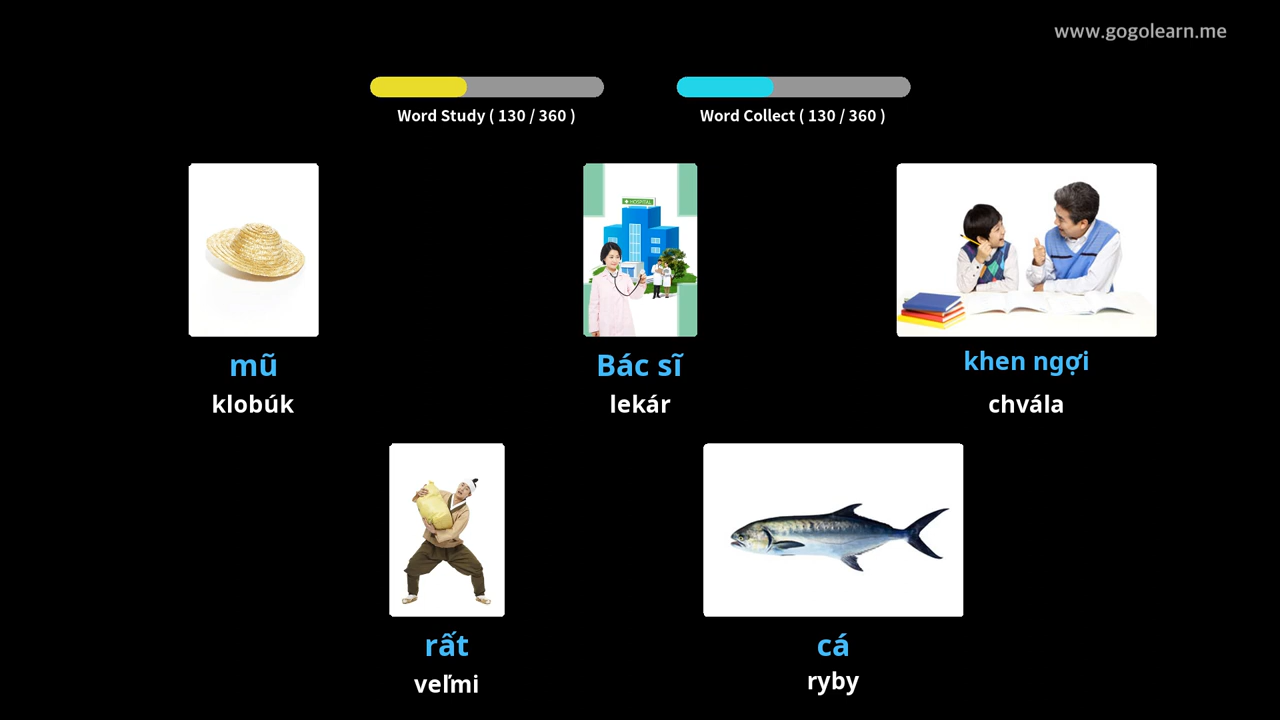 www.gogolearn.me
Word Study ( 130 / 360 )
Word Collect ( 130 / 360 )
HOSPITAL
mũ
Bác sĩ
khen ngợi
klobúk
lekár
chvála
rất
cá
veľmi
ryby